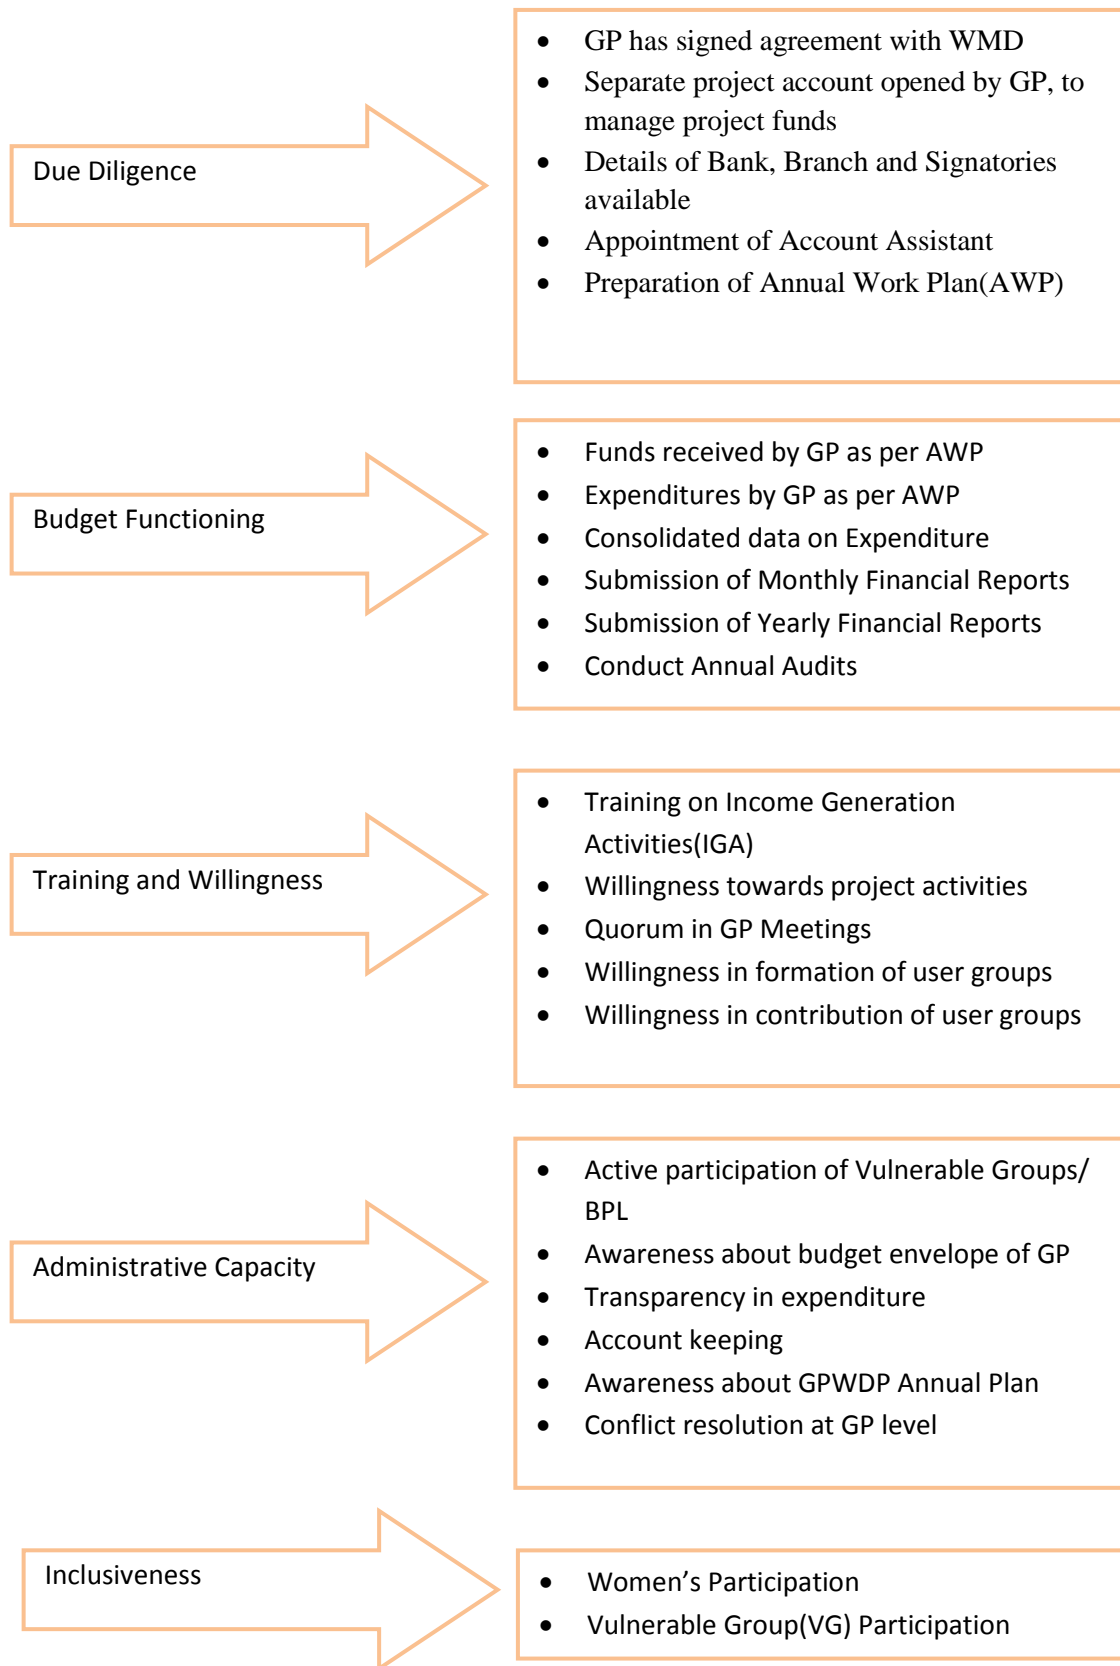 Due Diligence
• GP has signed agreement with WMD
• Separate project account opened by GP, to
manage project funds
• Details of Bank, Branch and Signatories
available
• Appointment of Account Assistant
• Preparation of Annual Work Plan(AWP)
Budget Functioning
• Funds received by GP as per AWP
• Expenditures by GP as per AWP
• Consolidated data on Expenditure
• Submission of Monthly Financial Reports
• Submission of Yearly Financial Reports
• Conduct Annual Audits
Training and Willingness
• Training on Income Generation
Activities(IGA)
• Willingness towards project activities
• Quorum in GP Meetings
• Willingness in formation of user groups
• Willingness in contribution of user groups
Administrative Capacity
• Active participation of Vulnerable Groups/
BPL
• Awareness about budget envelope of GP
• Transparency in expenditure
• Account keeping
• Awareness about GPWDP Annual Plan
• Conflict resolution at GP level
Inclusiveness
• Women’s Participation
• Vulnerable Group(VG) Participation